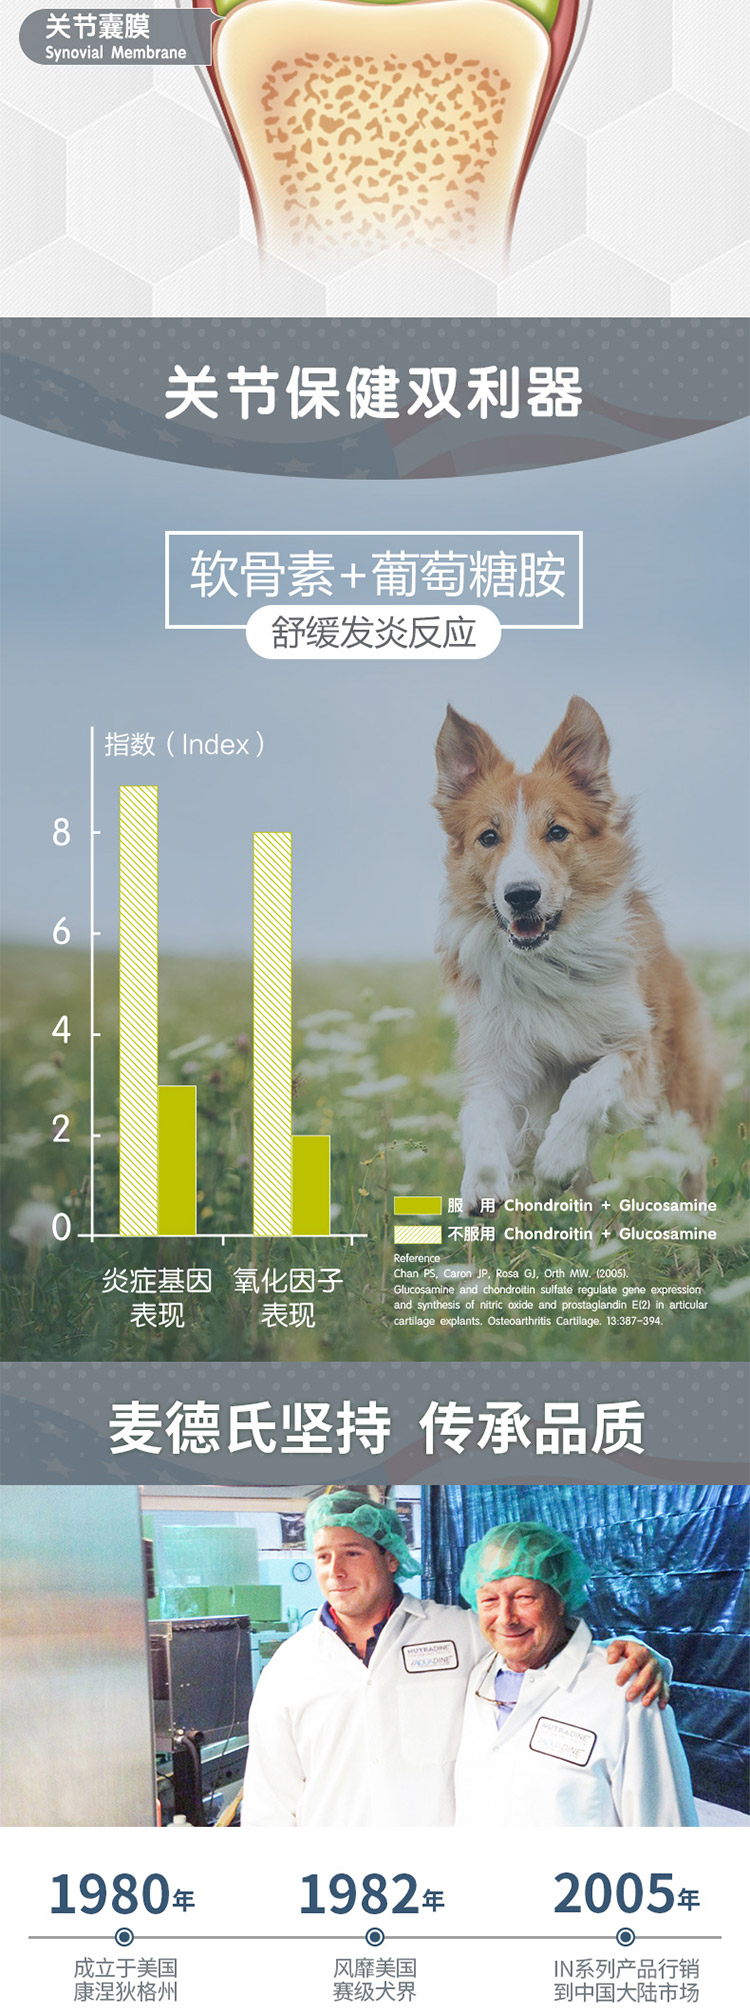 关节囊膜
Synovial Membrane
关节保健双利器
软骨素+葡萄糖胺
舒缓发炎反应
指数（Index）
8
6
4
2
0
炎症基因
表现
氧化因子
表现
服 用 Chondroitin + Glucosamine
不服用 Chondroitin + Glucosamine
Reference
Chan PS, Caron JP, Rosa GJ, Orth MW. (2005).
Glucosamine and chondroitin sulfate regulate gene expression
and synthesis of nitric oxide and prostaglandin E(2) in articular
cartilage explants. Osteoarthritis Cartilage. 13:387-394.
麦德氏坚持 传承品质
NUTRADINE
AQUADINE
NUTRADINE
1980年
成立于美国
康涅狄格州
1982年
风靡美国
赛级犬界
2005年
IN系列产品行销
到中国大陆市场